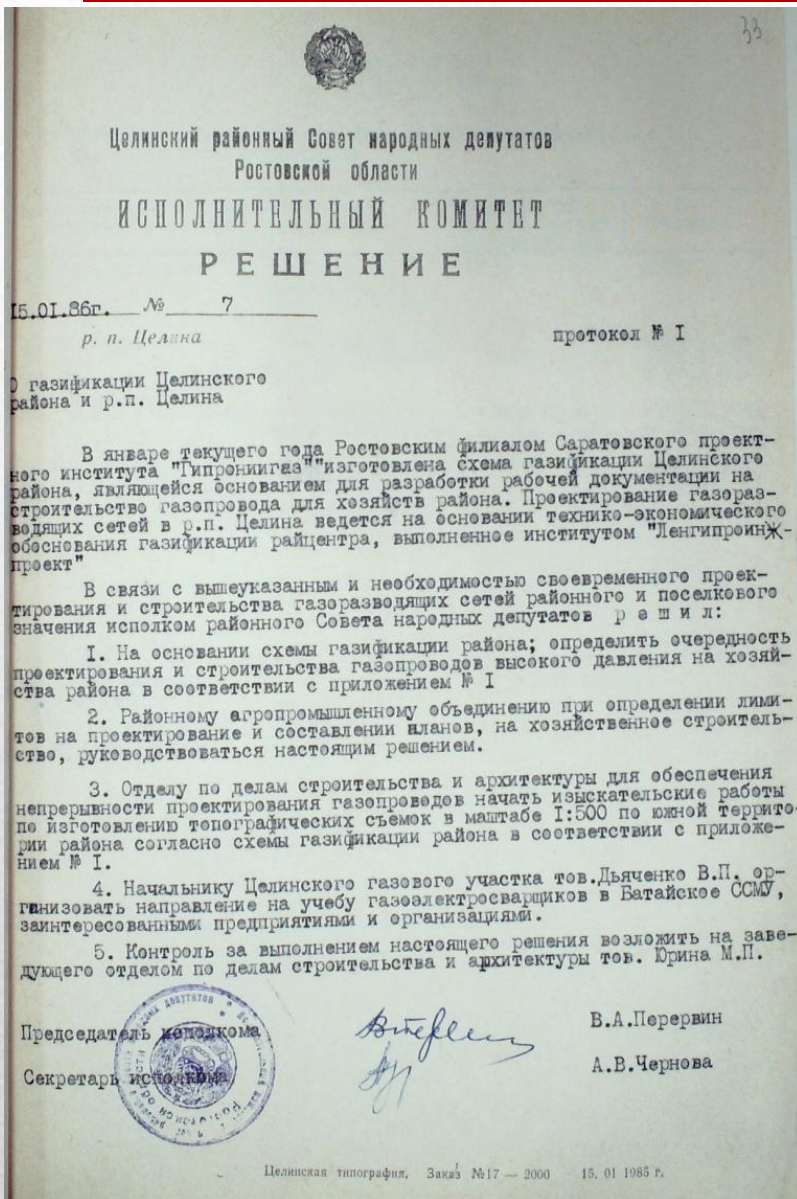 33
Целинский районный Совет народных депутатов
Ростовской области
ИСПОЛНИТЕЛЬНЫЙ КОМИТЕТ
РЕШЕНИЕ
15.01.86г. № 7
р. п. Целина
протокол № I
О газификации Целинского
района и р.п. Целина
В январе текущего года Ростовским филиалом Саратовского проект-
ного института "Гипрониигаз""изготовлена схема газификации Целинского
района, являющейся основанием для разработки рабочей документации на
строительство газопровода для хозяйств района. Проектирование газораз-
водящих сетей в р.п. Целина ведется на основании технико-экономического
обоснования газификации райцентра, выполненное институтом "Ленгипроинж-
проект"
В связи с вышеуказанным и необходимостью своевременного проек-
тирования и строительства газоразводящих сетей районного и поселкового
значения исполком районного Совета народных депутатов р е ш и л:
I. На основании схемы газификации района; определить очередность
проектирования и строительства газопроводов высокого давления на хозяй-
ства района в соответствии с приложением № I
2. Районному агропромышленному объединению при определении лими-
тов на проектирование и составлении иланов, на хозяйственное строитель-
ство, руководствоваться настоящим решением.
3. Отделу по делам строительства и архитектуры для обеспечения
непрерывности проектирования газопроводов начать изыскательские работы
по изготовлению топографических съемок в маштабе I:500 по южной террито-
рии района согласно схемы газификации района в соответствии с приложе-
нием № I.
4. Начальнику Целинского газового участка тов.Дьяченко В.П. ор-
ганизовать направление на учебу газоэлектросварщиков в Батайское ССМУ,
заинтересованными предприятиями и организациями.
5. Контроль за выполнением настоящего решения возложить на заве-
дующего отделом по делам строительства и архитектуры тов. Юрина М.П.
Председатель исполкома В.А.Перервин
Секретарь исполкома А.В.Чернова
Целинская типография. Заказ №17 — 2000 15. 01 1985 г.